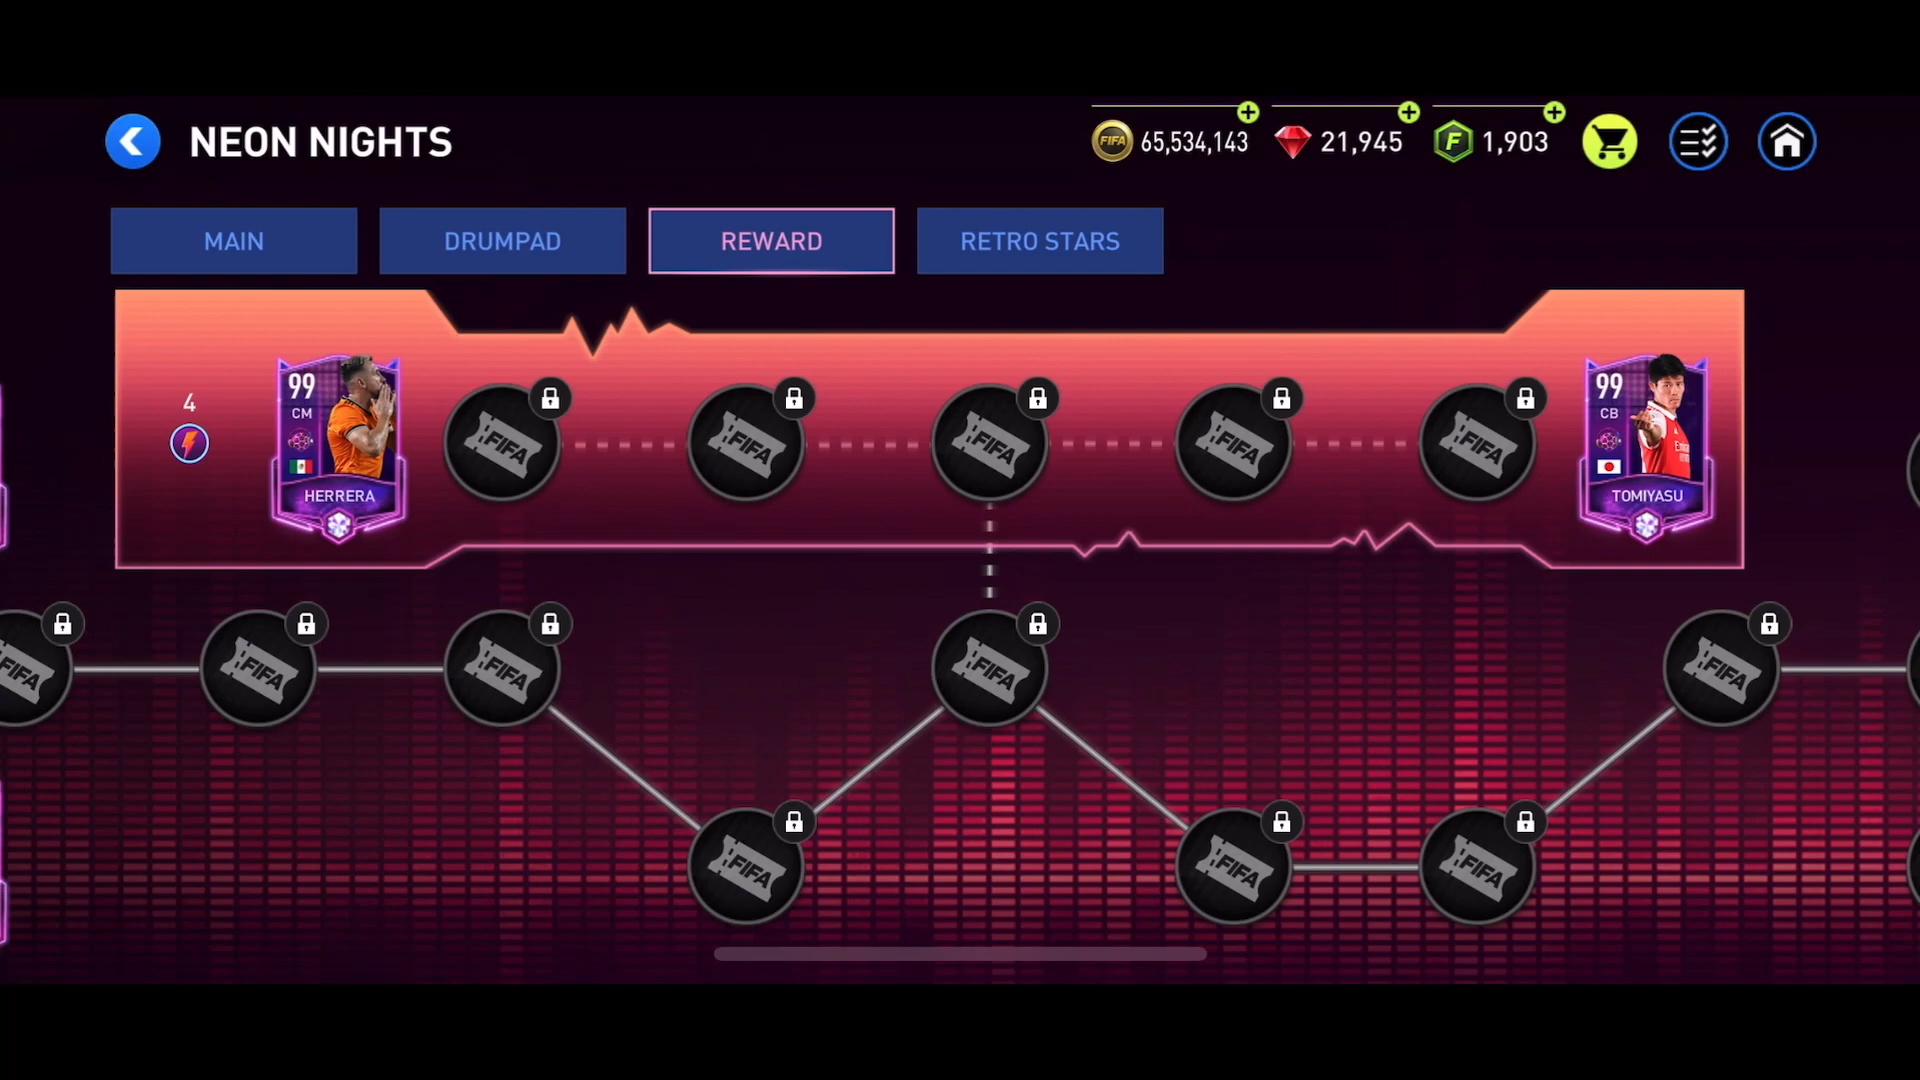 NEON NIGHTS
FIFA 65,534,143 21,945 F 1,903
MAIN DRUMPAD REWARD RETRO STARS
4
99
CM
HERRERA
FIFA FIFA FIFA FIFA FIFA
99
CB
TOMIYASU
FIFA FIFA FIFA FIFA FIFA
FIFA FIFA FIFA